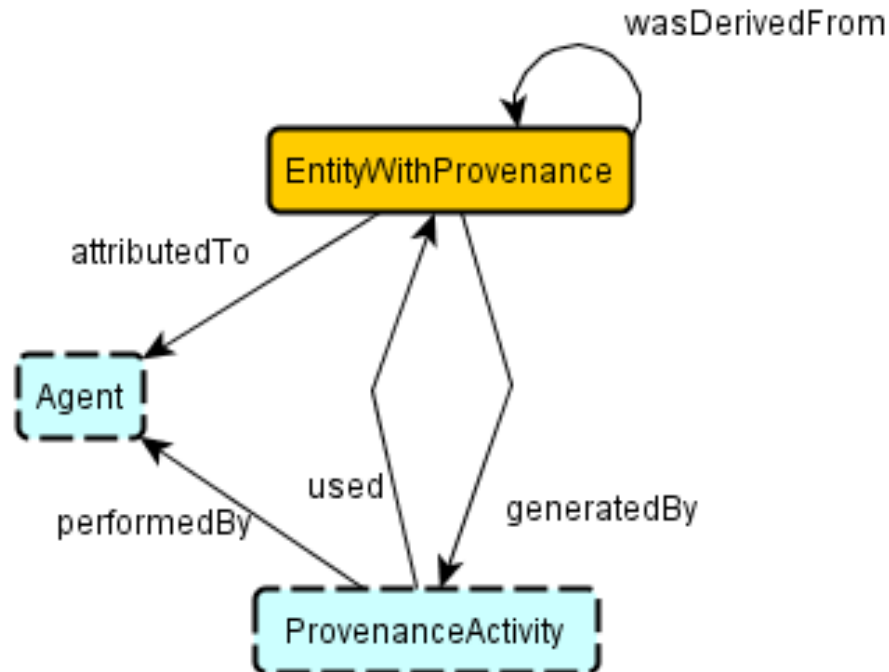 wasDerivedFrom
EntityWithProvenance
attributedTo
Agent
used
generatedBy
performedBy
ProvenanceActivity